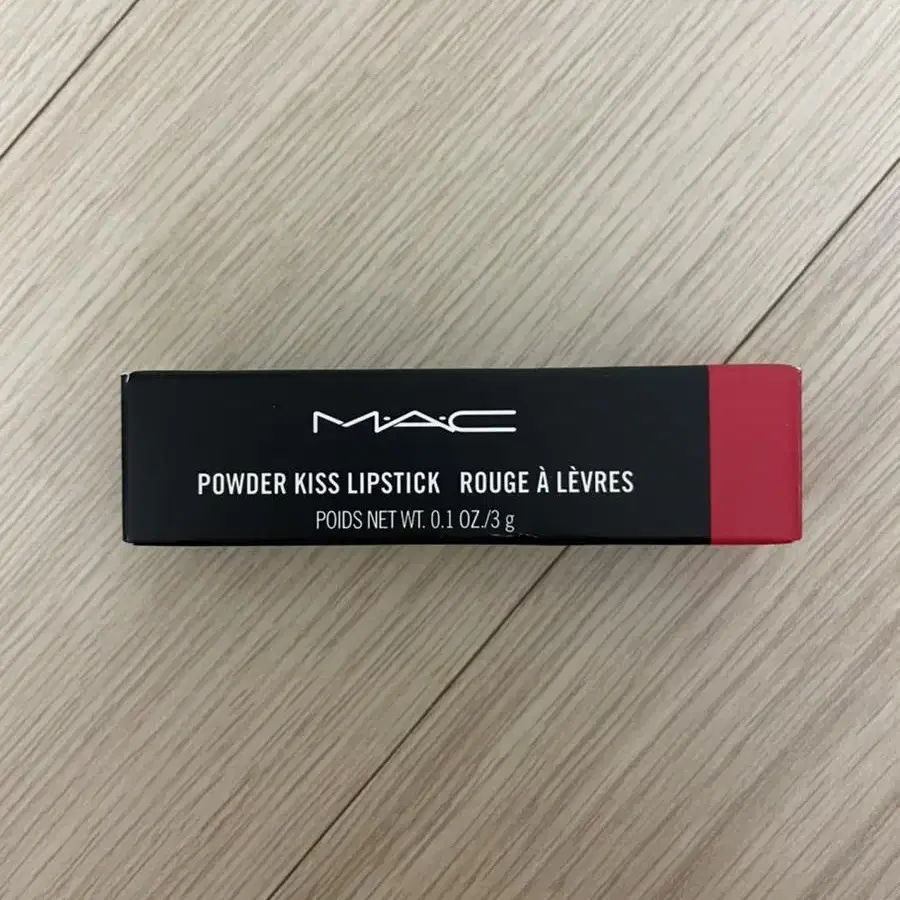 M·A·C
POWDER KISS LIPSTICK ROUGE À LÈVRES
POIDS NET WT. 0.1 OZ./3 g